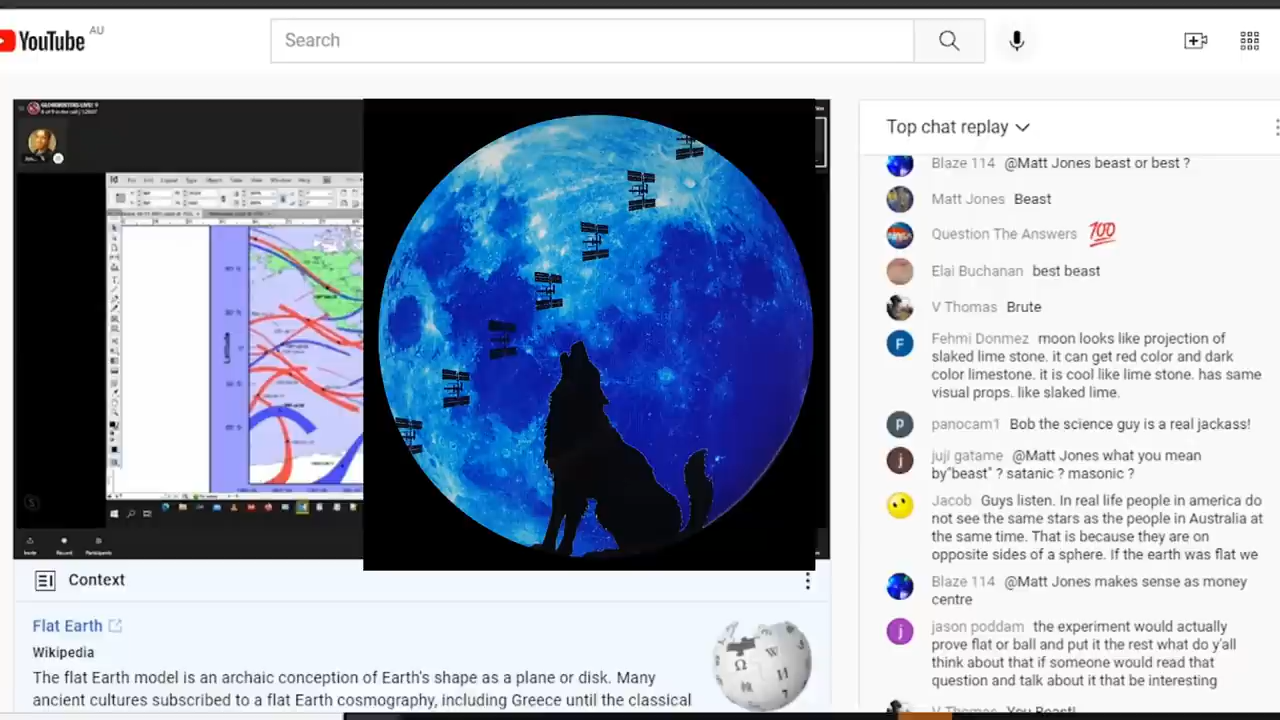 YouTube AU
Search
GLOBEBUSTERS LIVE! 9
Latitude
Invite
Record
Participants
Context
Flat Earth
Wikipedia
The flat Earth model is an archaic conception of Earth's shape as a plane or disk. Many
ancient cultures subscribed to a flat Earth cosmography, including Greece until the classical
Top chat replay
Blaze 114 @Matt Jones beast or best ?
Matt Jones Beast
Question The Answers 💯
Elai Buchanan best beast
V Thomas Brute
Fehmi Donmez moon looks like projection of
slaked lime stone. it can get red color and dark
color limestone. it is cool like lime stone. has same
visual props. like slaked lime.
panocam1 Bob the science guy is a real jackass!
juji gatame @Matt Jones what you mean
by"beast" ? satanic ? masonic ?
Jacob Guys listen. In real life people in america do
not see the same stars as the people in Australia at
the same time. That is because they are on
opposite sides of a sphere. If the earth was flat we
Blaze 114 @Matt Jones makes sense as money
centre
jason poddam the experiment would actually
prove flat or ball and put it the rest what do y'all
think about that if someone would read that
question and talk about it that be interesting
V Thomas You Beast!